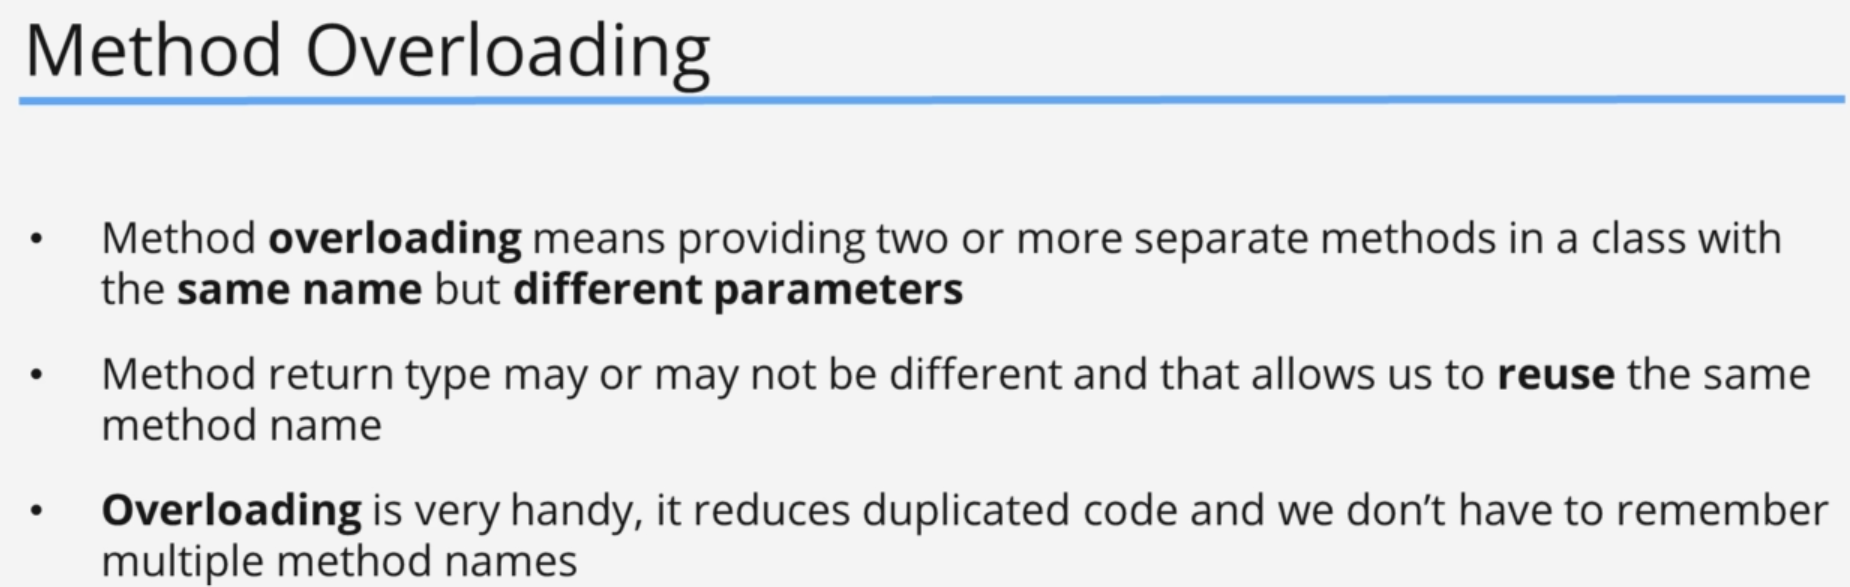 Method Overloading
• Method overloading means providing two or more separate methods in a class with
the same name but different parameters
• Method return type may or may not be different and that allows us to reuse the same
method name
• Overloading is very handy, it reduces duplicated code and we don’t have to remember
multiple method names